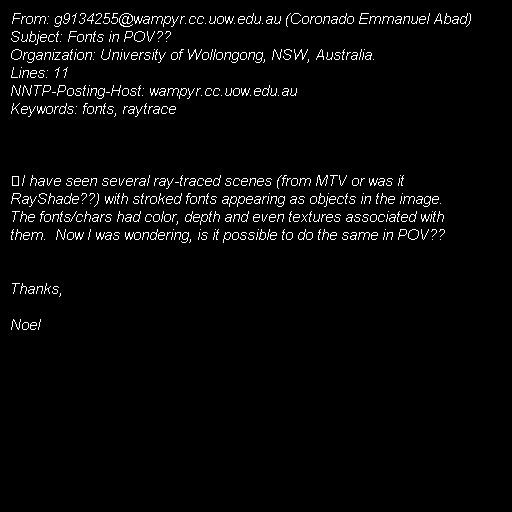 From: g9134255@wampyr.cc.uow.edu.au (Coronado Emmanuel Abad)
Subject: Fonts in POV??
Organization: University of Wollongong, NSW, Australia.
Lines: 11
NNTP-Posting-Host: wampyr.cc.uow.edu.au
Keywords: fonts, raytrace
I have seen several ray-traced scenes (from MTV or was it
RayShade??) with stroked fonts appearing as objects in the image.
The fonts/chars had color, depth and even textures associated with
them.  Now I was wondering, is it possible to do the same in POV??
Thanks,
Noel